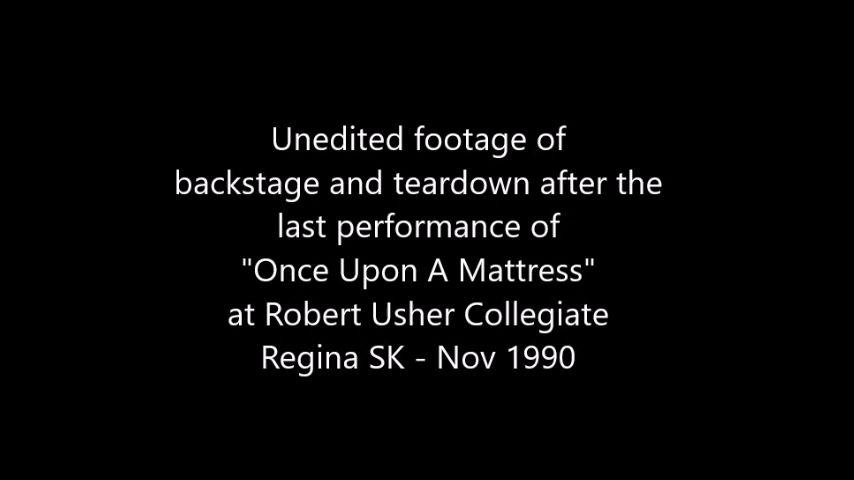 Unedited footage of
backstage and teardown after the
last performance of
"Once Upon A Mattress"
at Robert Usher Collegiate
Regina SK - Nov 1990